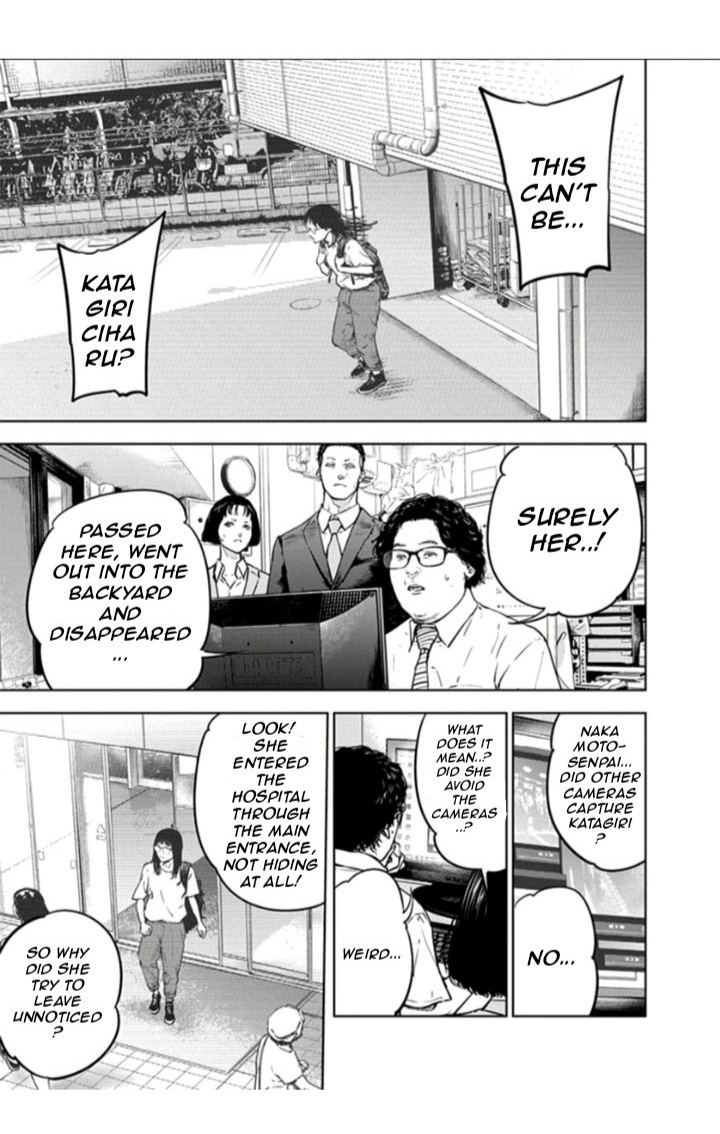 THIS
CAN'T
BE...
KATA
GIRI
CIHA
RU?
SURELY
HER..!
PASSED
HERE, WENT
OUT INTO THE
BACKYARD
AND
DISAPPEARED
...
NAKA
MOTO-
SENPAI...
DID OTHER
CAMERAS
CAPTURE
KATAGIRI
?
NO...
WHAT
DOES IT
MEAN..?
DID SHE
AVOID
THE
CAMERAS
..?
WEIRD...
LOOK!
SHE
ENTERED
THE
HOSPITAL
THROUGH
THE MAIN
ENTRANCE,
NOT HIDING
AT ALL!
SO WHY
DID SHE
TRY TO
LEAVE
UNNOTICED
?